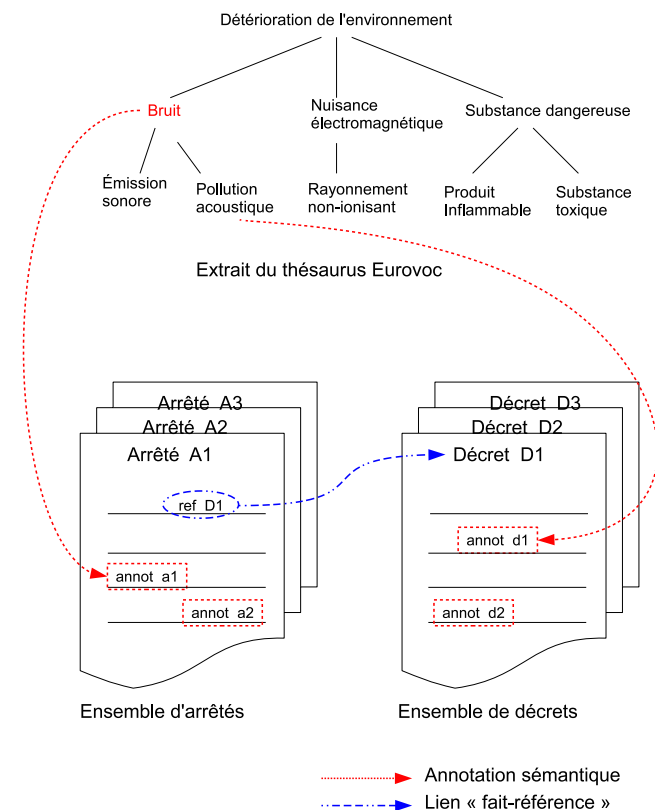 Détérioration de l'environnement
Bruit
Nuisance
électromagnétique
Substance dangereuse
Émission
sonore
Pollution
acoustique
Rayonnement
non-ionisant
Produit
Inflammable
Substance
toxique
Extrait du thésaurus Eurovoc
Arrêté A3
Arrêté A2
Arrêté A1
ref D1
annot a1
annot a2
Ensemble d'arrêtés
Décret D3
Décret D2
Décret D1
annot d1
annot d2
Ensemble de décrets
Annotation sémantique
Lien « fait-référence »